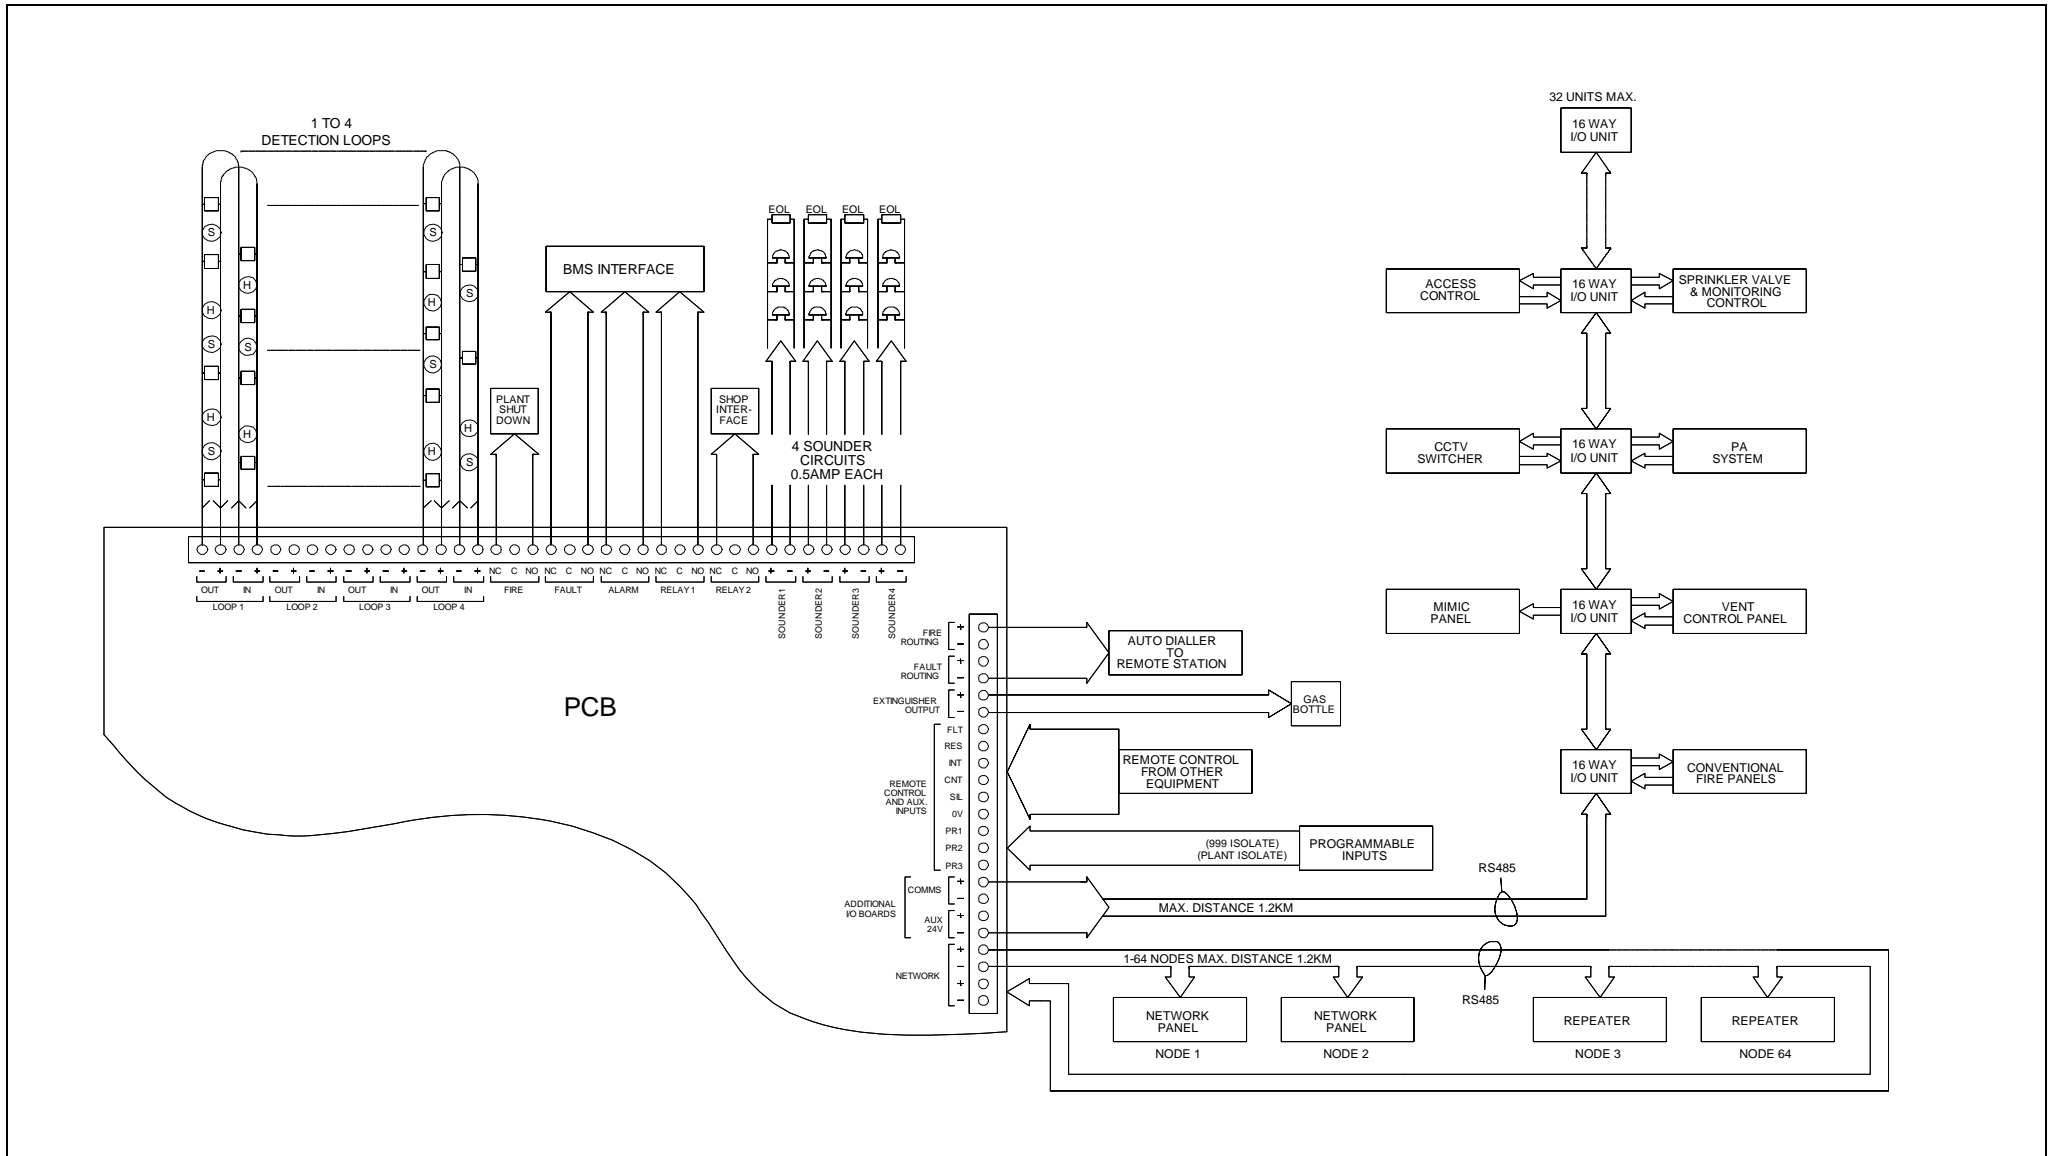 32 UNITS MAX.
16 WAY
I/O UNIT
1 TO 4
DETECTION LOOPS
S
H
S
H
S
H
S
H
S
H
S
H
S
H
S
EOL EOL EOL EOL
BMS INTERFACE
PLANT
SHUT
DOWN
SHOP
INTER-
FACE
4 SOUNDER
CIRCUITS
0.5AMP EACH
ACCESS
CONTROL
16 WAY
I/O UNIT
SPRINKLER VALVE
& MONITORING
CONTROL
CCTV
SWITCHER
16 WAY
I/O UNIT
PA
SYSTEM
MIMIC
PANEL
16 WAY
I/O UNIT
VENT
CONTROL PANEL
16 WAY
I/O UNIT
CONVENTIONAL
FIRE PANELS
- + - + - + - + - + - + - + - + NC C NO NC C NO NC C NO NC C NO NC C NO + - + - + - + -
OUT IN OUT IN OUT IN OUT IN FIRE FAULT ALARM RELAY 1 RELAY 2
LOOP 1 LOOP 2 LOOP 3 LOOP 4
SOUNDER1
SOUNDER2
SOUNDER3
SOUNDER4
PCB
FIRE
ROUTING
+
-
FAULT
ROUTING
+
-
EXTINGUISHER
OUTPUT
+
-
REMOTE
CONTROL
AND AUX.
INPUTS
FLT
RES
INT
CNT
SIL
0V
PR1
PR2
PR3
ADDITIONAL
I/O BOARDS
COMMS
+
-
AUX
24V
+
-
NETWORK
+
-
+
-
AUTO DIALLER
TO
REMOTE STATION
GAS
BOTTLE
REMOTE CONTROL
FROM OTHER
EQUIPMENT
(999 ISOLATE)
(PLANT ISOLATE)
PROGRAMMABLE
INPUTS
RS485
MAX. DISTANCE 1.2KM
1-64 NODES MAX. DISTANCE 1.2KM
RS485
NETWORK
PANEL
NODE 1
NETWORK
PANEL
NODE 2
REPEATER
NODE 3
REPEATER
NODE 64